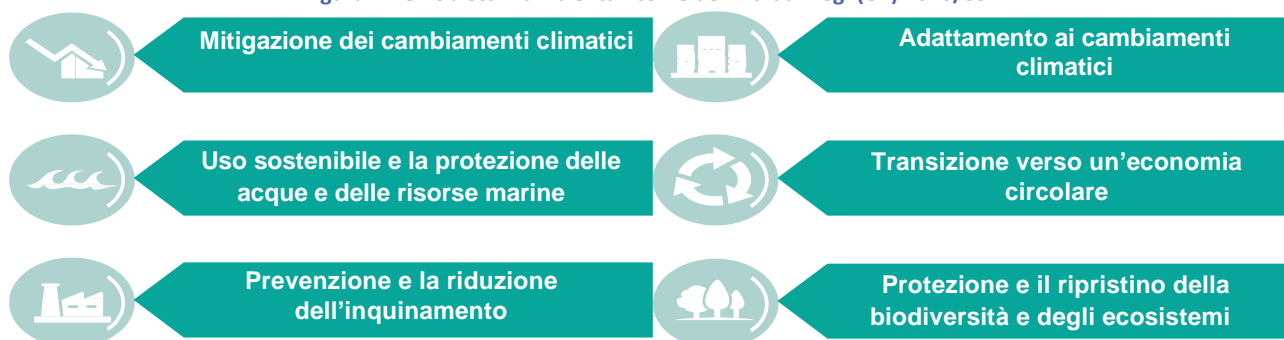 Mitigazione dei cambiamenti climatici
Adattamento ai cambiamenti
climatici
Uso sostenibile e la protezione delle
acque e delle risorse marine
Transizione verso un'economia
circolare
Prevenzione e la riduzione
dell'inquinamento
Protezione e il ripristino della
biodiversità e degli ecosistemi